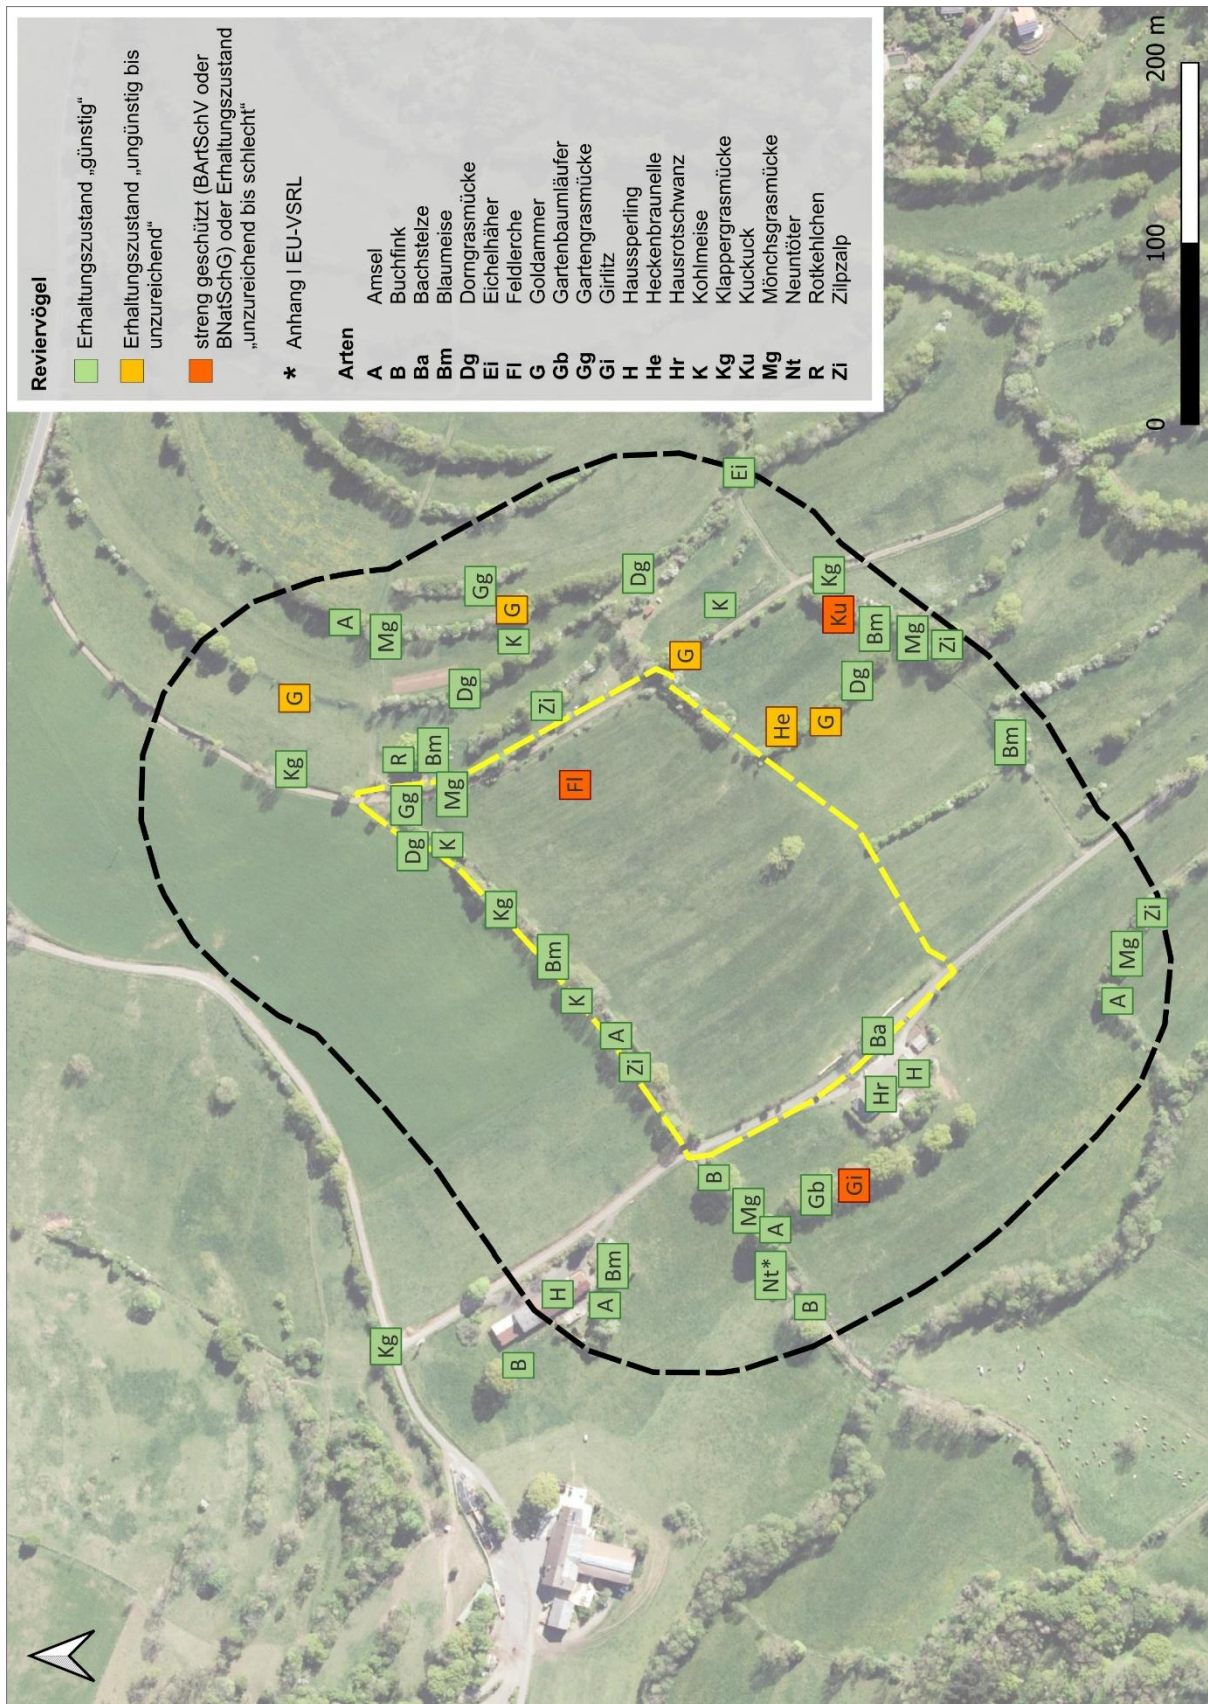 Reviervögel
Erhaltungszustand „günstig“
Erhaltungszustand „ungünstig bis
unzureichend“
streng geschützt (BArtSchV oder
BNatSchG) oder Erhaltungszustand
„unzureichend bis schlecht“
* Anhang I EU-VSRL
Arten
A Amsel
B Buchfink
Ba Bachstelze
Bm Blaumeise
Dg Dorngrasmücke
Ei Eichelhäher
Fl Feldlerche
G Goldammer
Gb Gartenbaumläufer
Gg Gartengrasmücke
Gi Girlitz
H Haussperling
He Heckenbraunelle
Hr Hausrotschwanz
K Kohlmeise
Kg Klappergrasmücke
Ku Kuckuck
Mg Mönchsgrasmücke
Nt Neuntöter
R Rotkehlchen
Zi Zilpzalp
Kg
G
A
Mg
Kg
R
Gg
Dg
Bm
K
Mg
Dg
Gg
Kg
G
K
B
Zi
Bm
H
Fl
K
A
Bm
A
Zi
Dg
G
B
K
Ei
Mg
Nt*
A
He
B
Gb
G
Kg
Ku
Gi
Dg
Bm
Ba
Hr
Mg
H
Zi
Bm
A
Mg
Zi
0 100 200 m